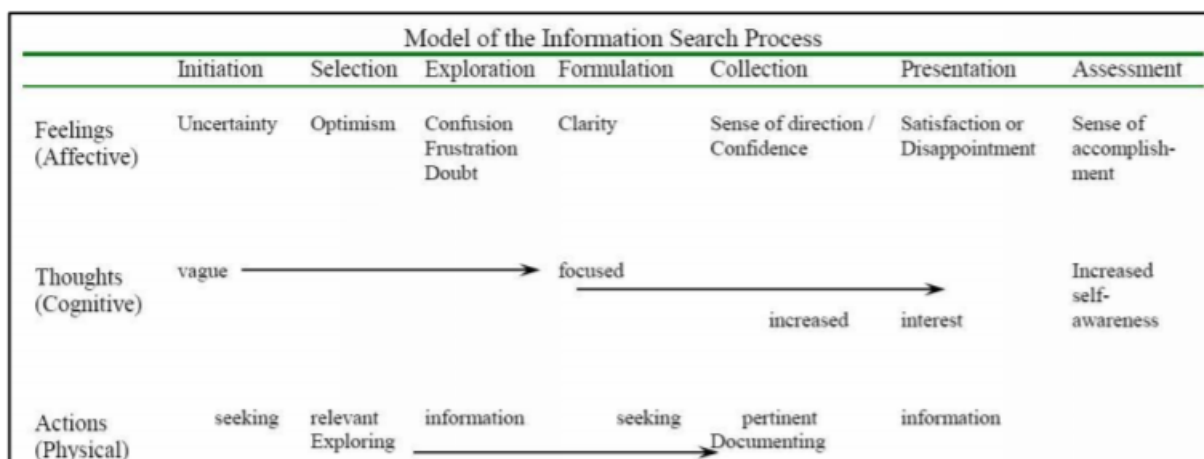 Model of the Information Search Process
Initiation Selection Exploration Formulation Collection Presentation Assessment
Feelings (Affective) Uncertainty Optimism Confusion Frustration Doubt Clarity Sense of direction / Confidence Satisfaction or Disappointment Sense of accomplish-ment
Thoughts (Cognitive) vague focused increased interest Increased self-awareness
Actions (Physical) seeking relevant information seeking pertinent information
Exploring Documenting